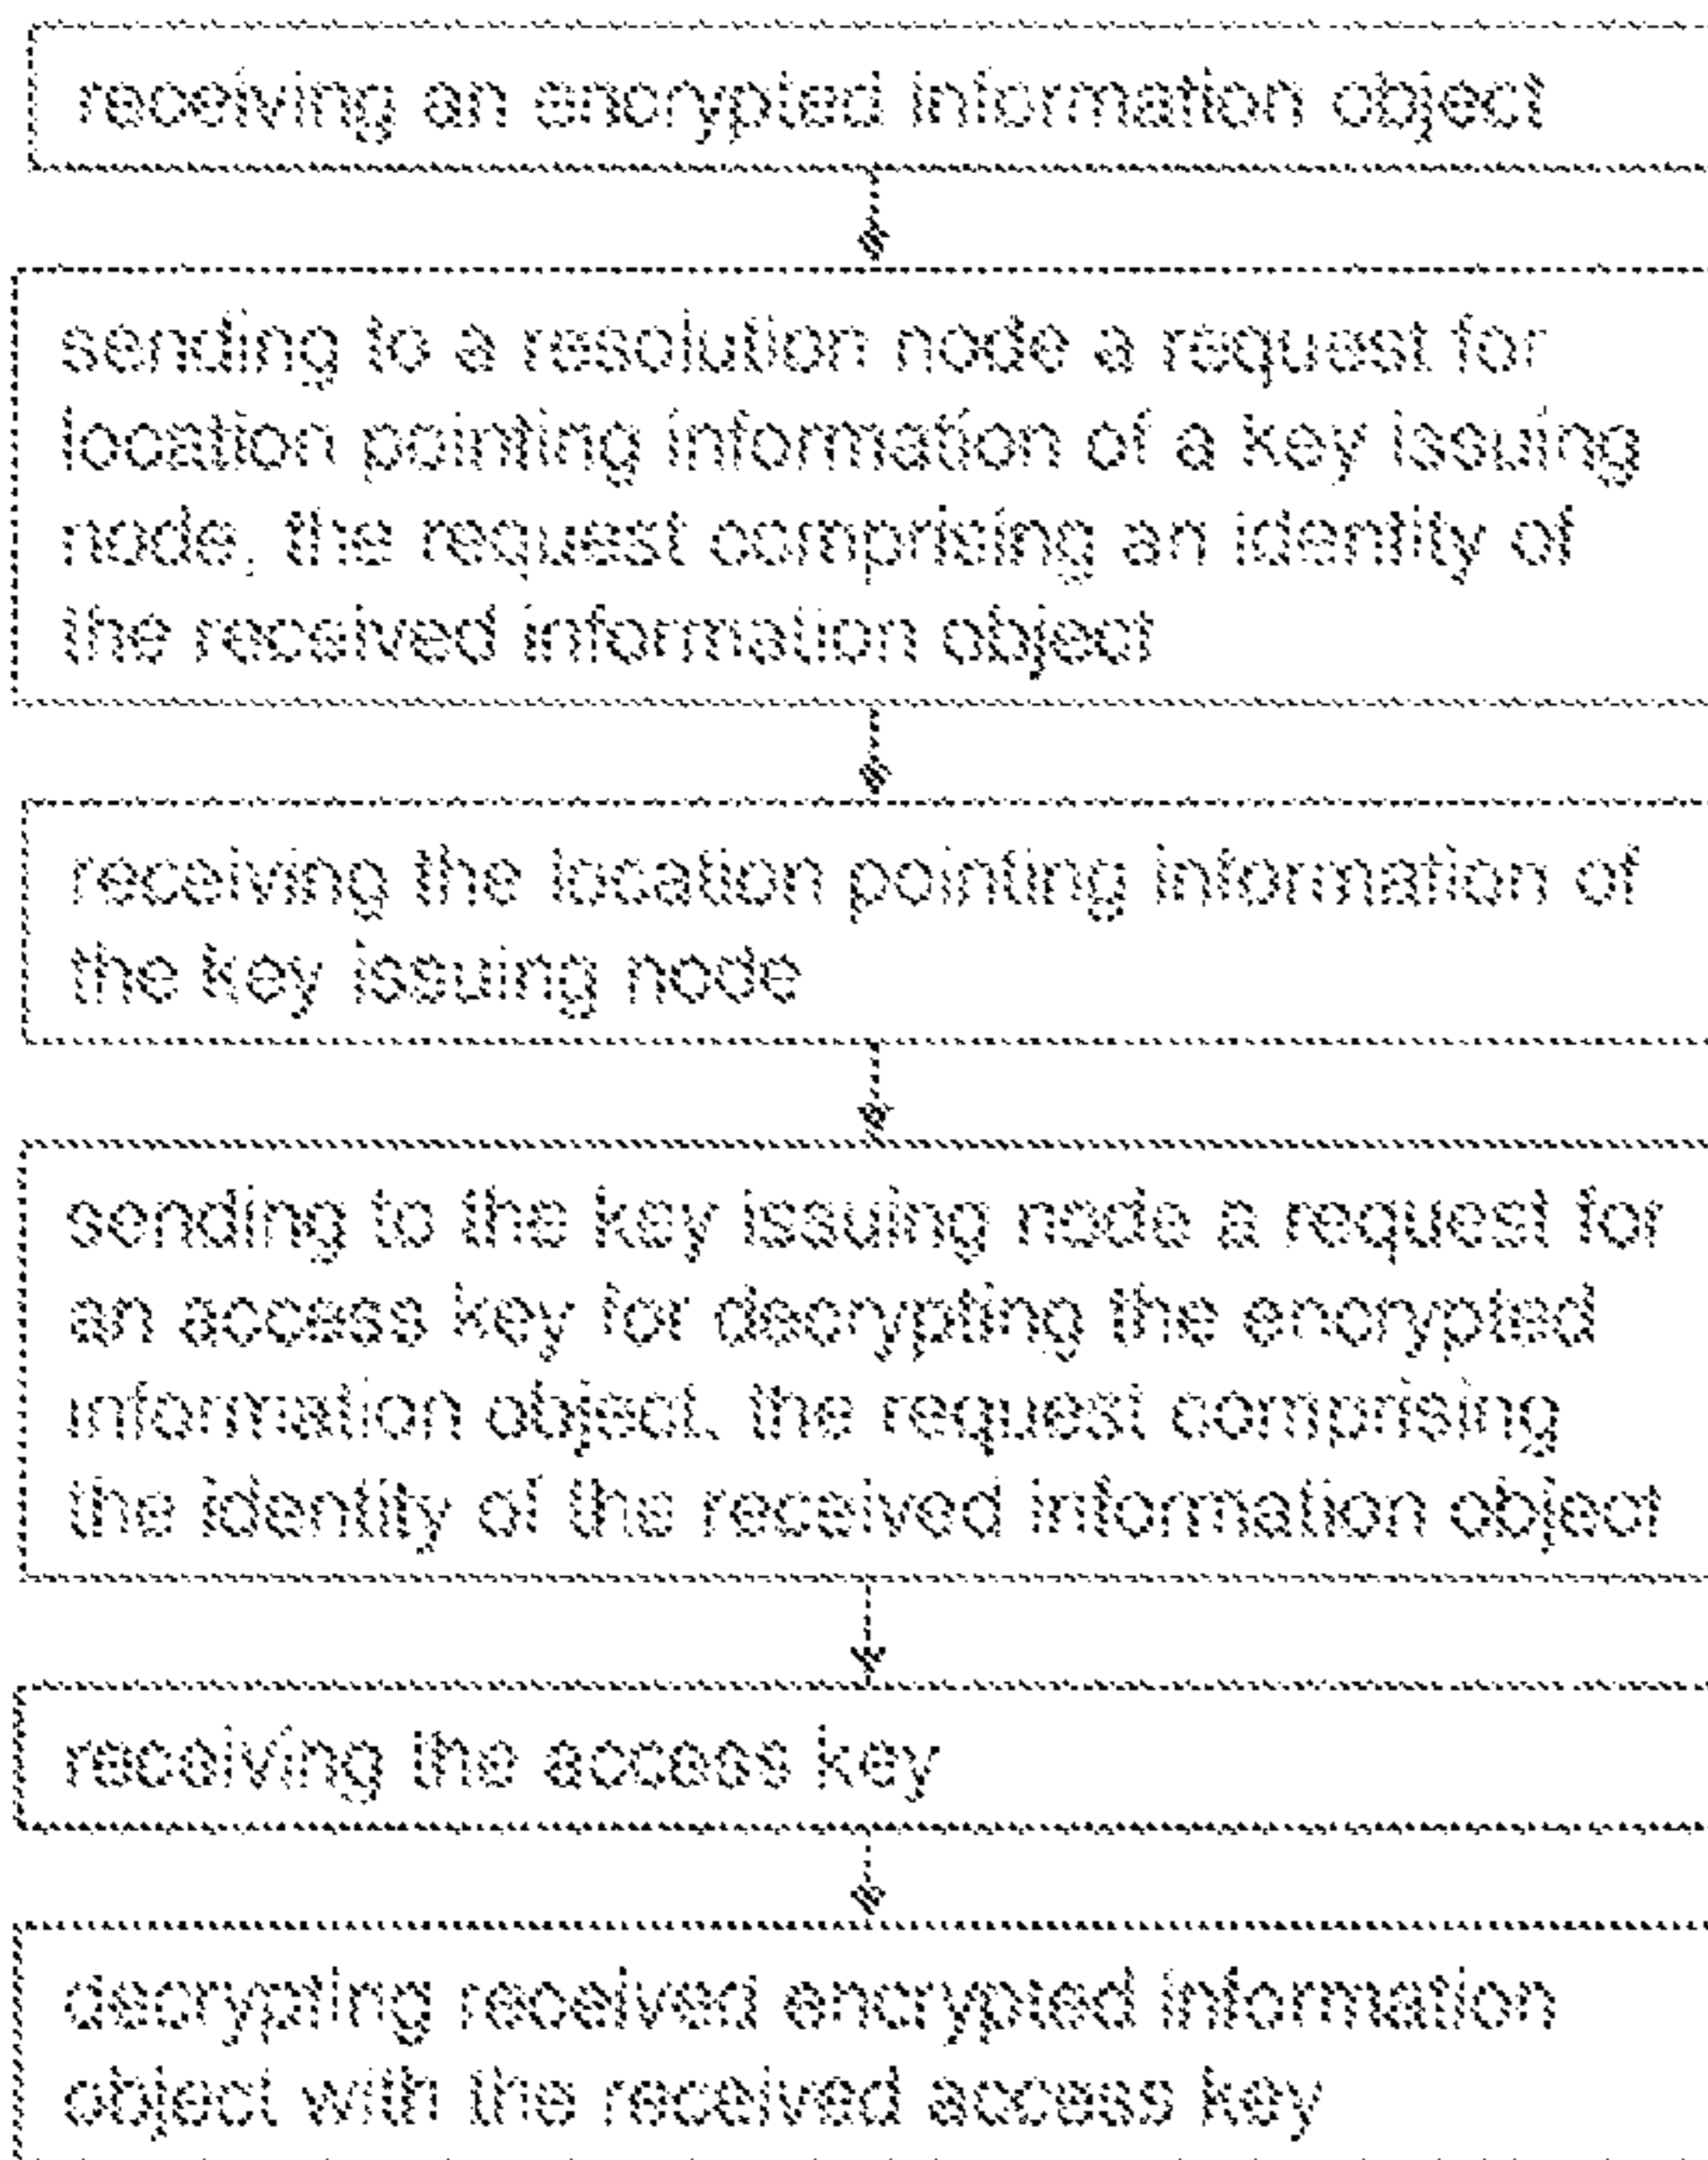 receiving an encrypted information object
sending to a resolution node a request for
location pointing information of a key issuing
node, the request comprising an identity of
the received information object
receiving the location pointing information of
the key issuing node
sending to the key issuing node a request for
an access key for decrypting the encrypted
information object, the request comprising
the identity of the received information object
receiving the access key
decrypting received encrypted information
object with the received access key